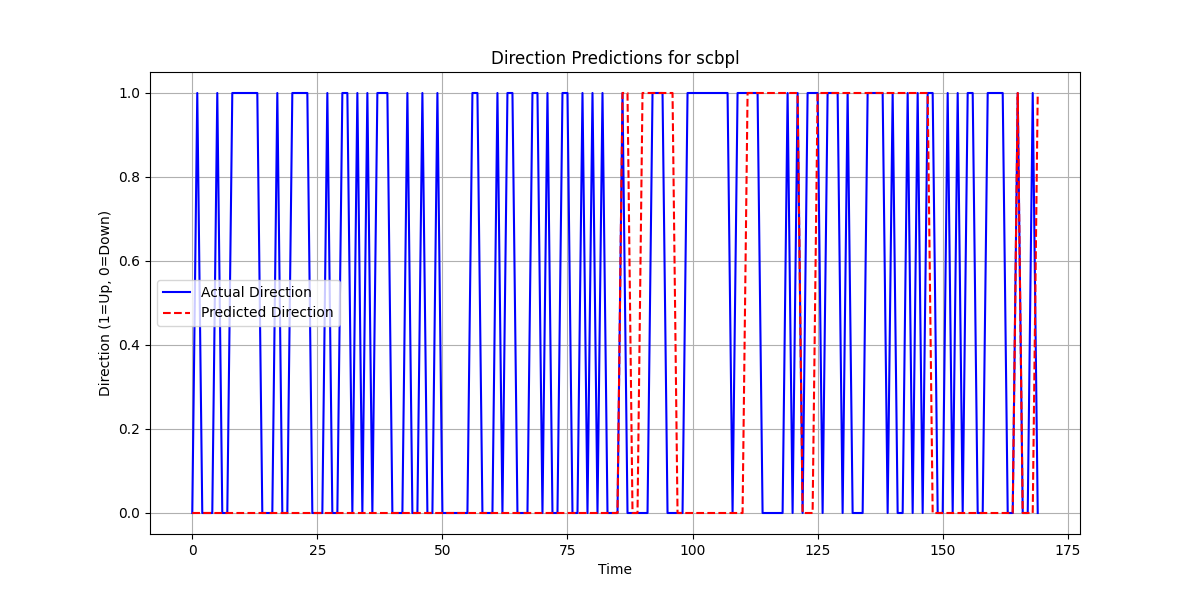 Direction Predictions for scbpl
1.0
0.8
0.6
0.4
0.2
0.0
Direction (1=Up, 0=Down)
Actual Direction
Predicted Direction
0 25 50 75 100 125 150 175
Time